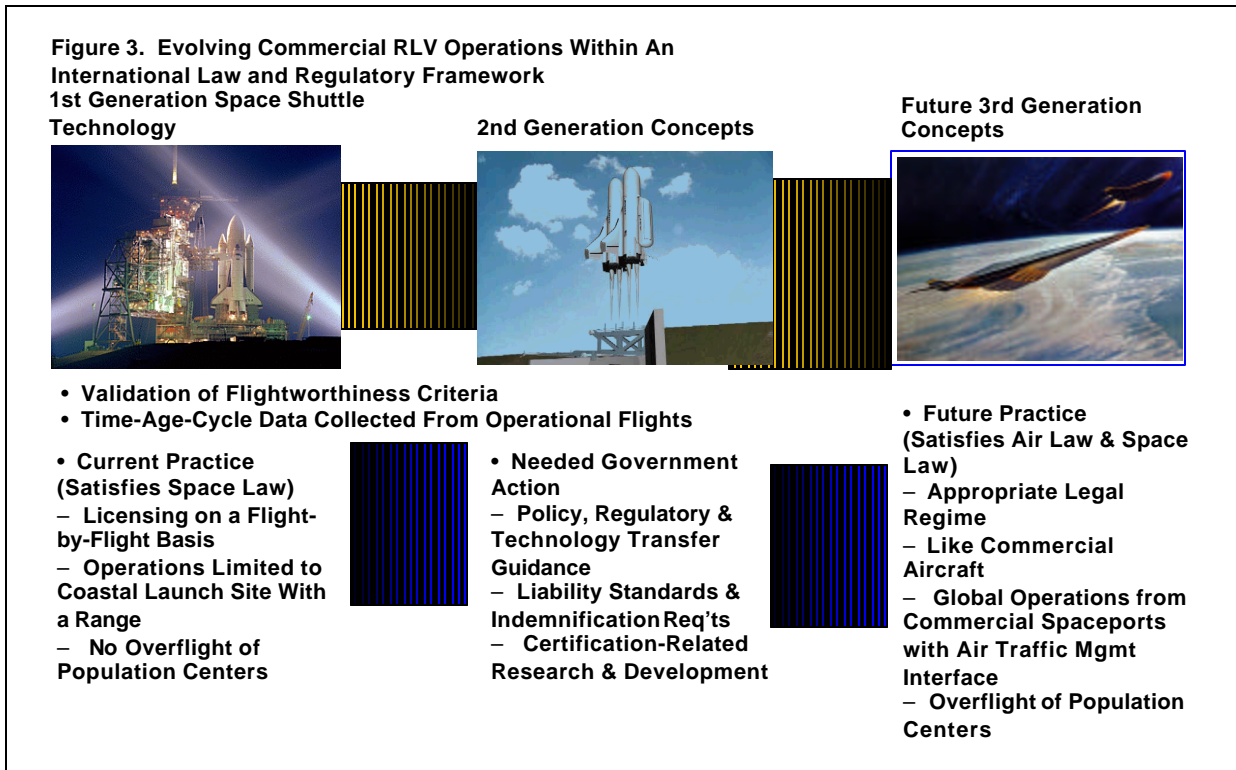 Figure 3. Evolving Commercial RLV Operations Within An
International Law and Regulatory Framework
1st Generation Space Shuttle
Technology
2nd Generation Concepts
Future 3rd Generation
Concepts
• Validation of Flightworthiness Criteria
• Time-Age-Cycle Data Collected From Operational Flights
• Current Practice
(Satisfies Space Law)
– Licensing on a Flight-
by-Flight Basis
– Operations Limited to
Coastal Launch Site With
a Range
– No Overflight of
Population Centers
• Needed Government
Action
– Policy, Regulatory &
Technology Transfer
Guidance
– Liability Standards &
Indemnification Req'ts
– Certification-Related
Research & Development
• Future Practice
(Satisfies Air Law & Space
Law)
– Appropriate Legal
Regime
– Like Commercial
Aircraft
– Global Operations from
Commercial Spaceports
with Air Traffic Mgmt
Interface
– Overflight of Population
Centers